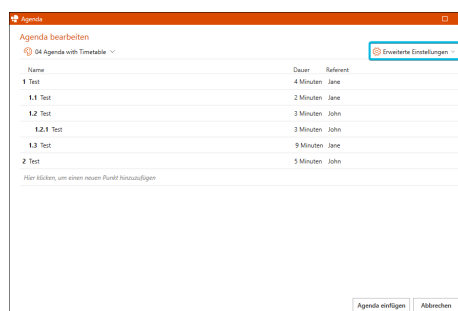 Agenda
Agenda bearbeiten
04 Agenda with Timetable
Erweiterte Einstellungen
Name Dauer Referent
1 Test 4 Minuten Jane
1.1 Test 2 Minuten Jane
1.2 Test 3 Minuten John
1.2.1 Test 3 Minuten John
1.3 Test 9 Minuten Jane
2 Test 5 Minuten John
Hier klicken, um einen neuen Punkt hinzuzufügen
Agenda einfügen Abbrechen